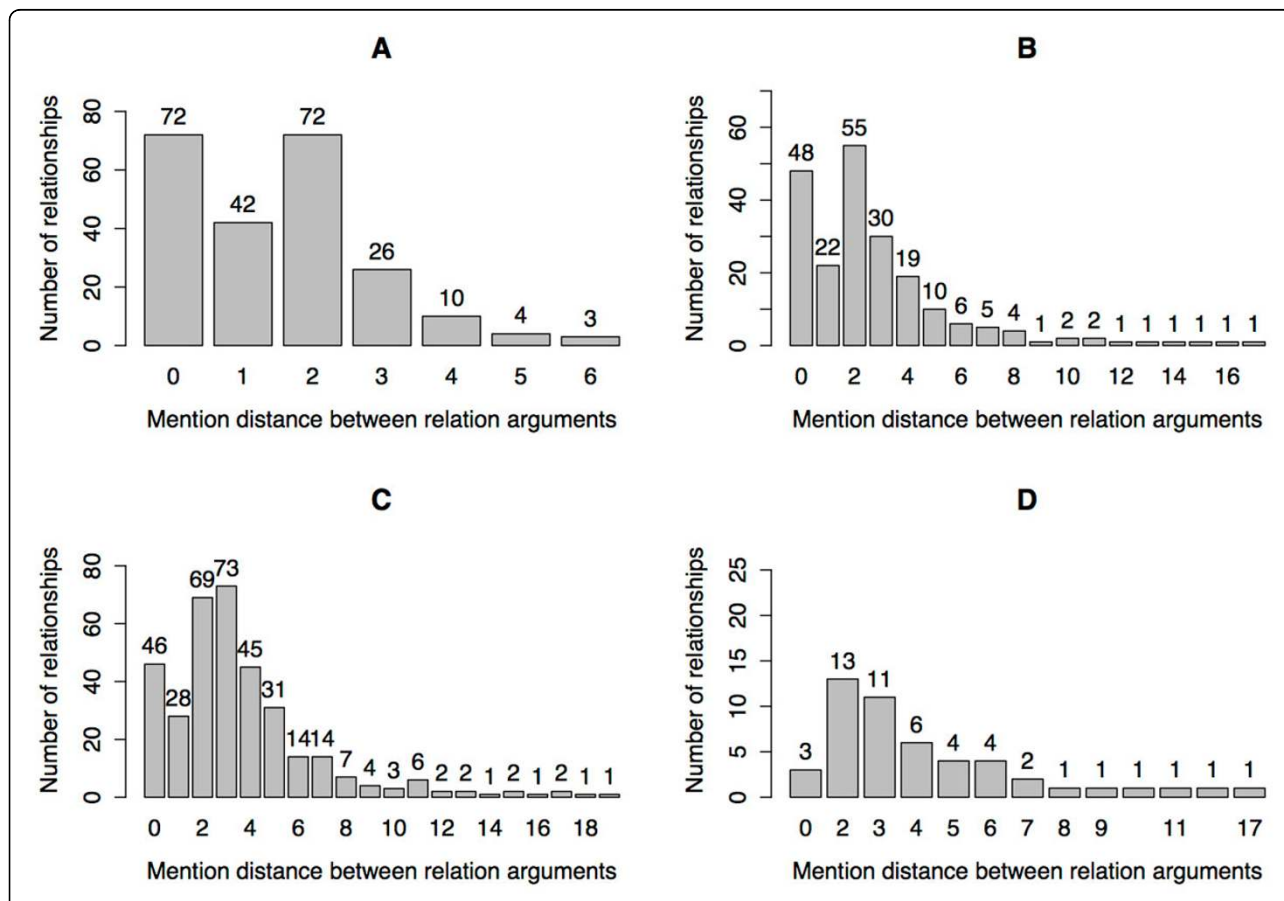 A
Number of relationships
80
60
40
20
0
72 42 72 26 10 4 3
0 1 2 3 4 5 6
Mention distance between relation arguments
B
Number of relationships
60
40
20
0
48 22 55 30 19 10 6 5 4 1 2 2 1 1 1 1 1 1
0 2 4 6 8 10 12 14 16
Mention distance between relation arguments
C
Number of relationships
80
60
40
20
0
46 28 69 73 45 31 14 14 7 4 3 6 2 2 1 2 1 2 1 1
0 2 4 6 8 10 12 14 16 18
Mention distance between relation arguments
D
Number of relationships
25
20
15
10
5
0
3 13 11 6 4 4 2 1 1 1 1 1 1
0 2 3 4 5 6 7 8 9 11 17
Mention distance between relation arguments